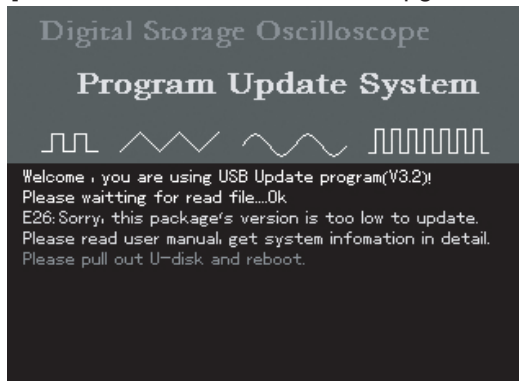 Digital Storage Oscilloscope
Program Update System
Welcome , you are using USB Update program(V3.2)!
Please waitting for read file....Ok
E26: Sorry, this package's version is too low to update.
Please read user manual, get system infomation in detail.
Please pull out U-disk and reboot.